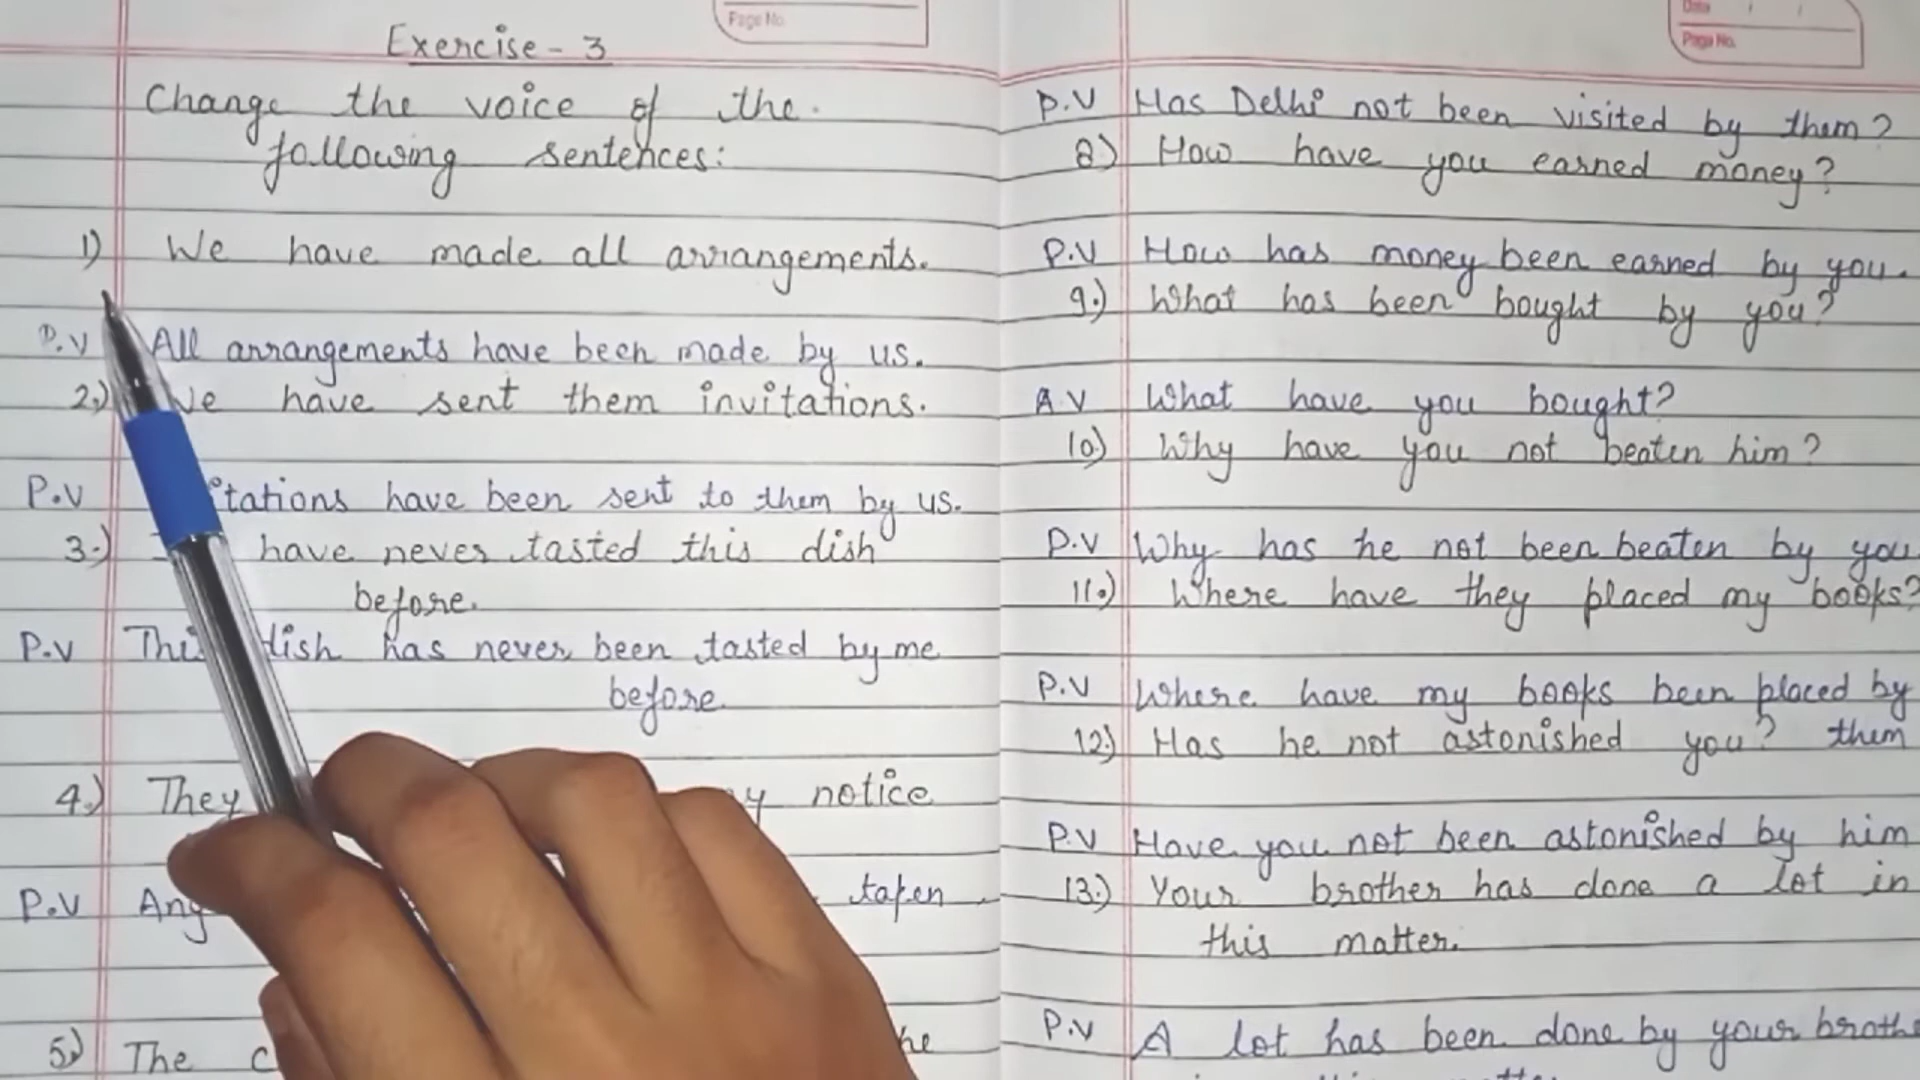 Page No.
Exercise - 3
Change the voice of the
following sentences:
1) We have made all arrangements.
P.V All arrangements have been made by us.
2.) We have sent them invitations.
P.V tations have been sent to them by us.
3.) have never tasted this dish
before.
P.V This dish has never been tasted by me
before.
4.) They notice
P.V Any taken
5.) The c he
Date
Page No.
P.V Has Delhi not been visited by them?
8) How have you earned money?
P.V How has money been earned by you.
9.) What has been bought by you?
A.V What have you bought?
10.) Why have you not beaten him?
P.V Why has he not been beaten by you
11.) Where have they placed my books?
P.V Where have my books been placed by
them
12.) Has he not astonished you?
P.V Have you not been astonished by him
13.) Your brother has done a lot in
this matter.
P.V A lot has been done by your brothe